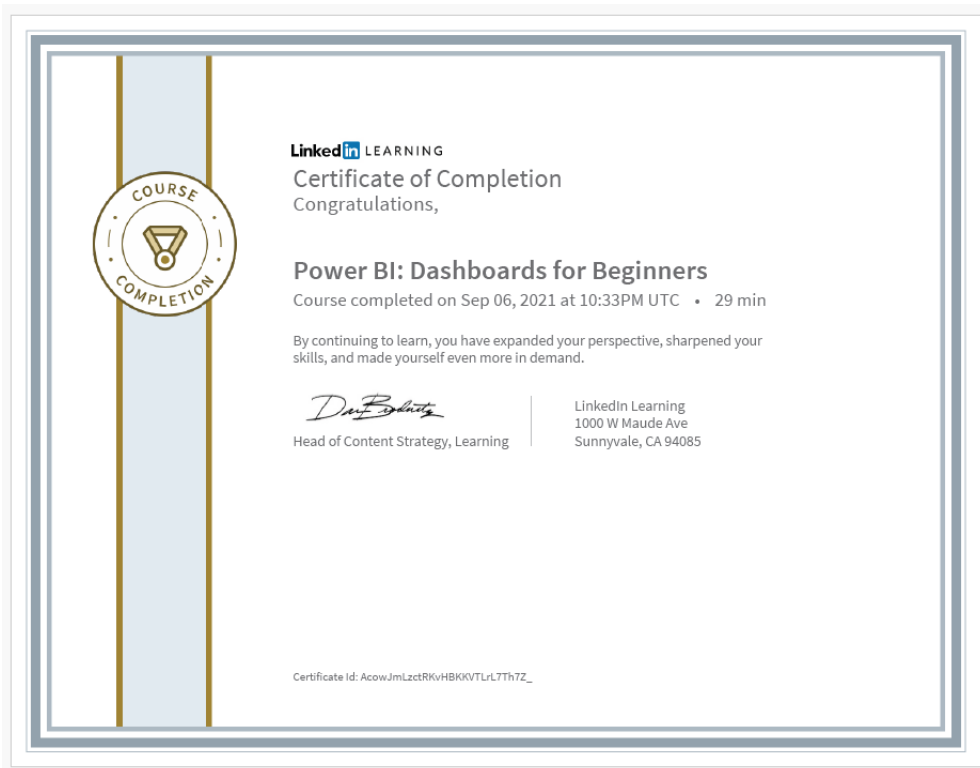 COURSE
COMPLETION
Linked in LEARNING
Certificate of Completion
Congratulations,
Power BI: Dashboards for Beginners
Course completed on Sep 06, 2021 at 10:33PM UTC • 29 min
By continuing to learn, you have expanded your perspective, sharpened your
skills, and made yourself even more in demand.
Head of Content Strategy, Learning
LinkedIn Learning
1000 W Maude Ave
Sunnyvale, CA 94085
Certificate Id: AcowJmLzctRKvHBKKVTLrL7Th7Z_